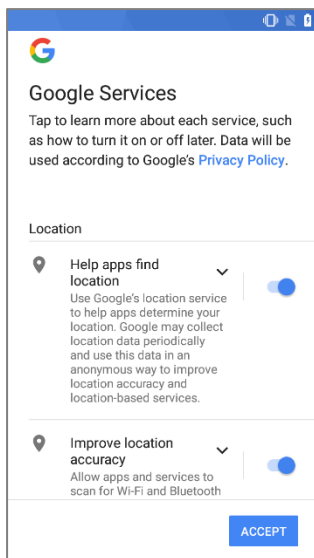 Google Services
Tap to learn more about each service, such
as how to turn it on or off later. Data will be
used according to Google's Privacy Policy.
Location
Help apps find
location
Use Google's location service
to help apps determine your
location. Google may collect
location data periodically
and use this data in an
anonymous way to improve
location accuracy and
location-based services.
Improve location
accuracy
Allow apps and services to
scan for Wi-Fi and Bluetooth
ACCEPT